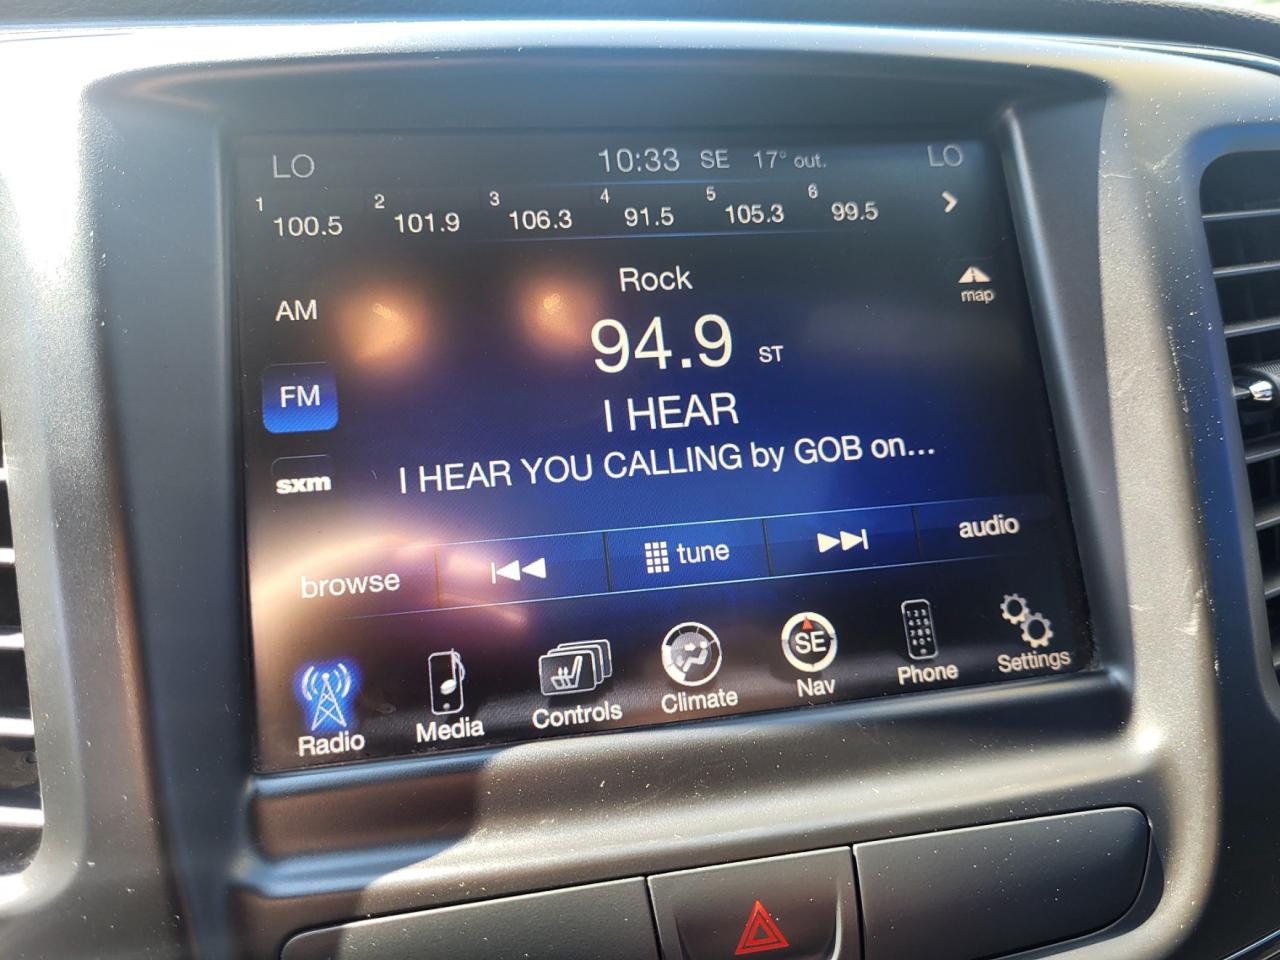 LO 10:33 SE 17° out. LO
1 100.5 2 101.9 3 106.3 4 91.5 5 105.3 6 99.5
Rock
map
AM
94.9 ST
FM
I HEAR
I HEAR YOU CALLING by GOB on...
sxm
browse tune audio
Radio Media Controls Climate SE Nav Phone Settings